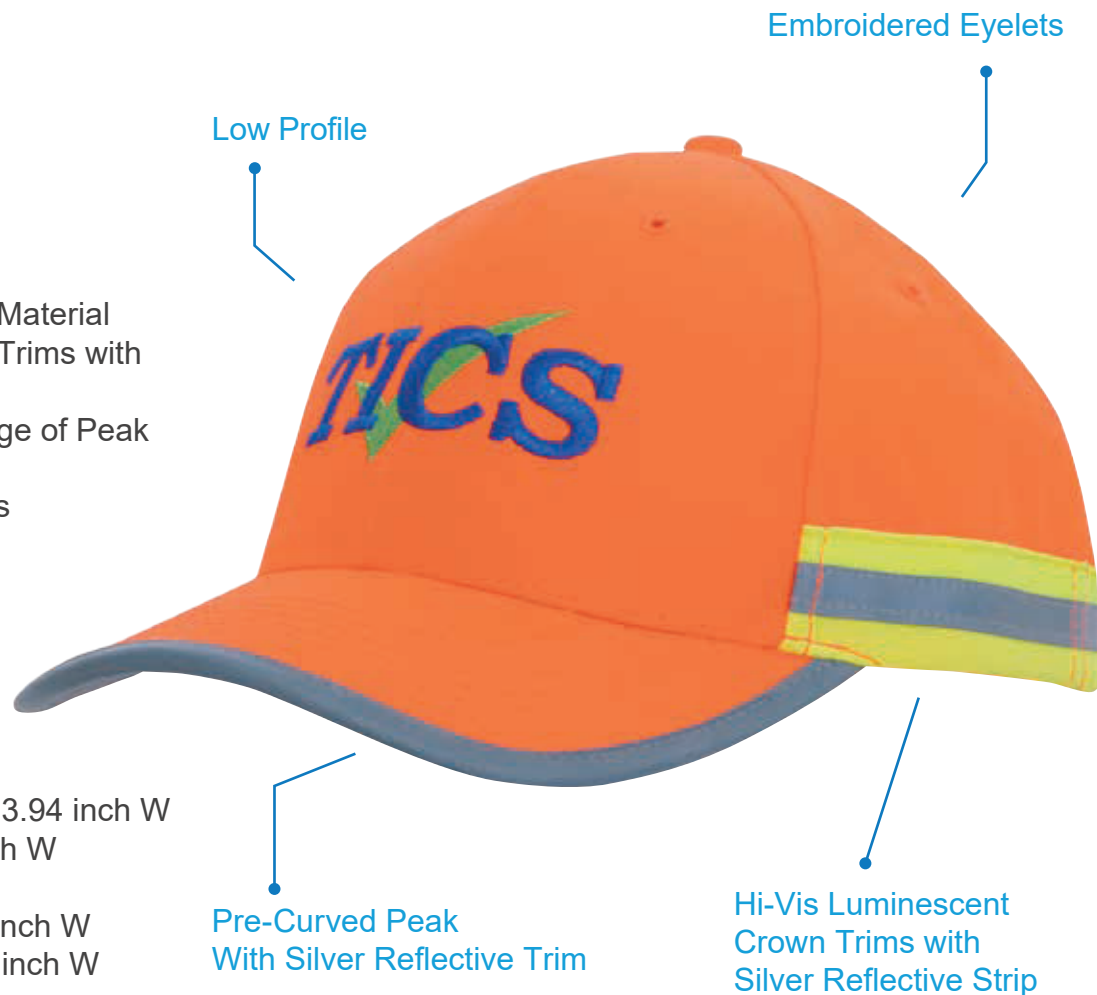 Embroidered Eyelets
Low Profile
Material
Trims with
ge of Peak
s
TICS
3.94 inch W
h W
nch W
inch W
Pre-Curved Peak
With Silver Reflective Trim
Hi-Vis Luminescent
Crown Trims with
Silver Reflective Strip